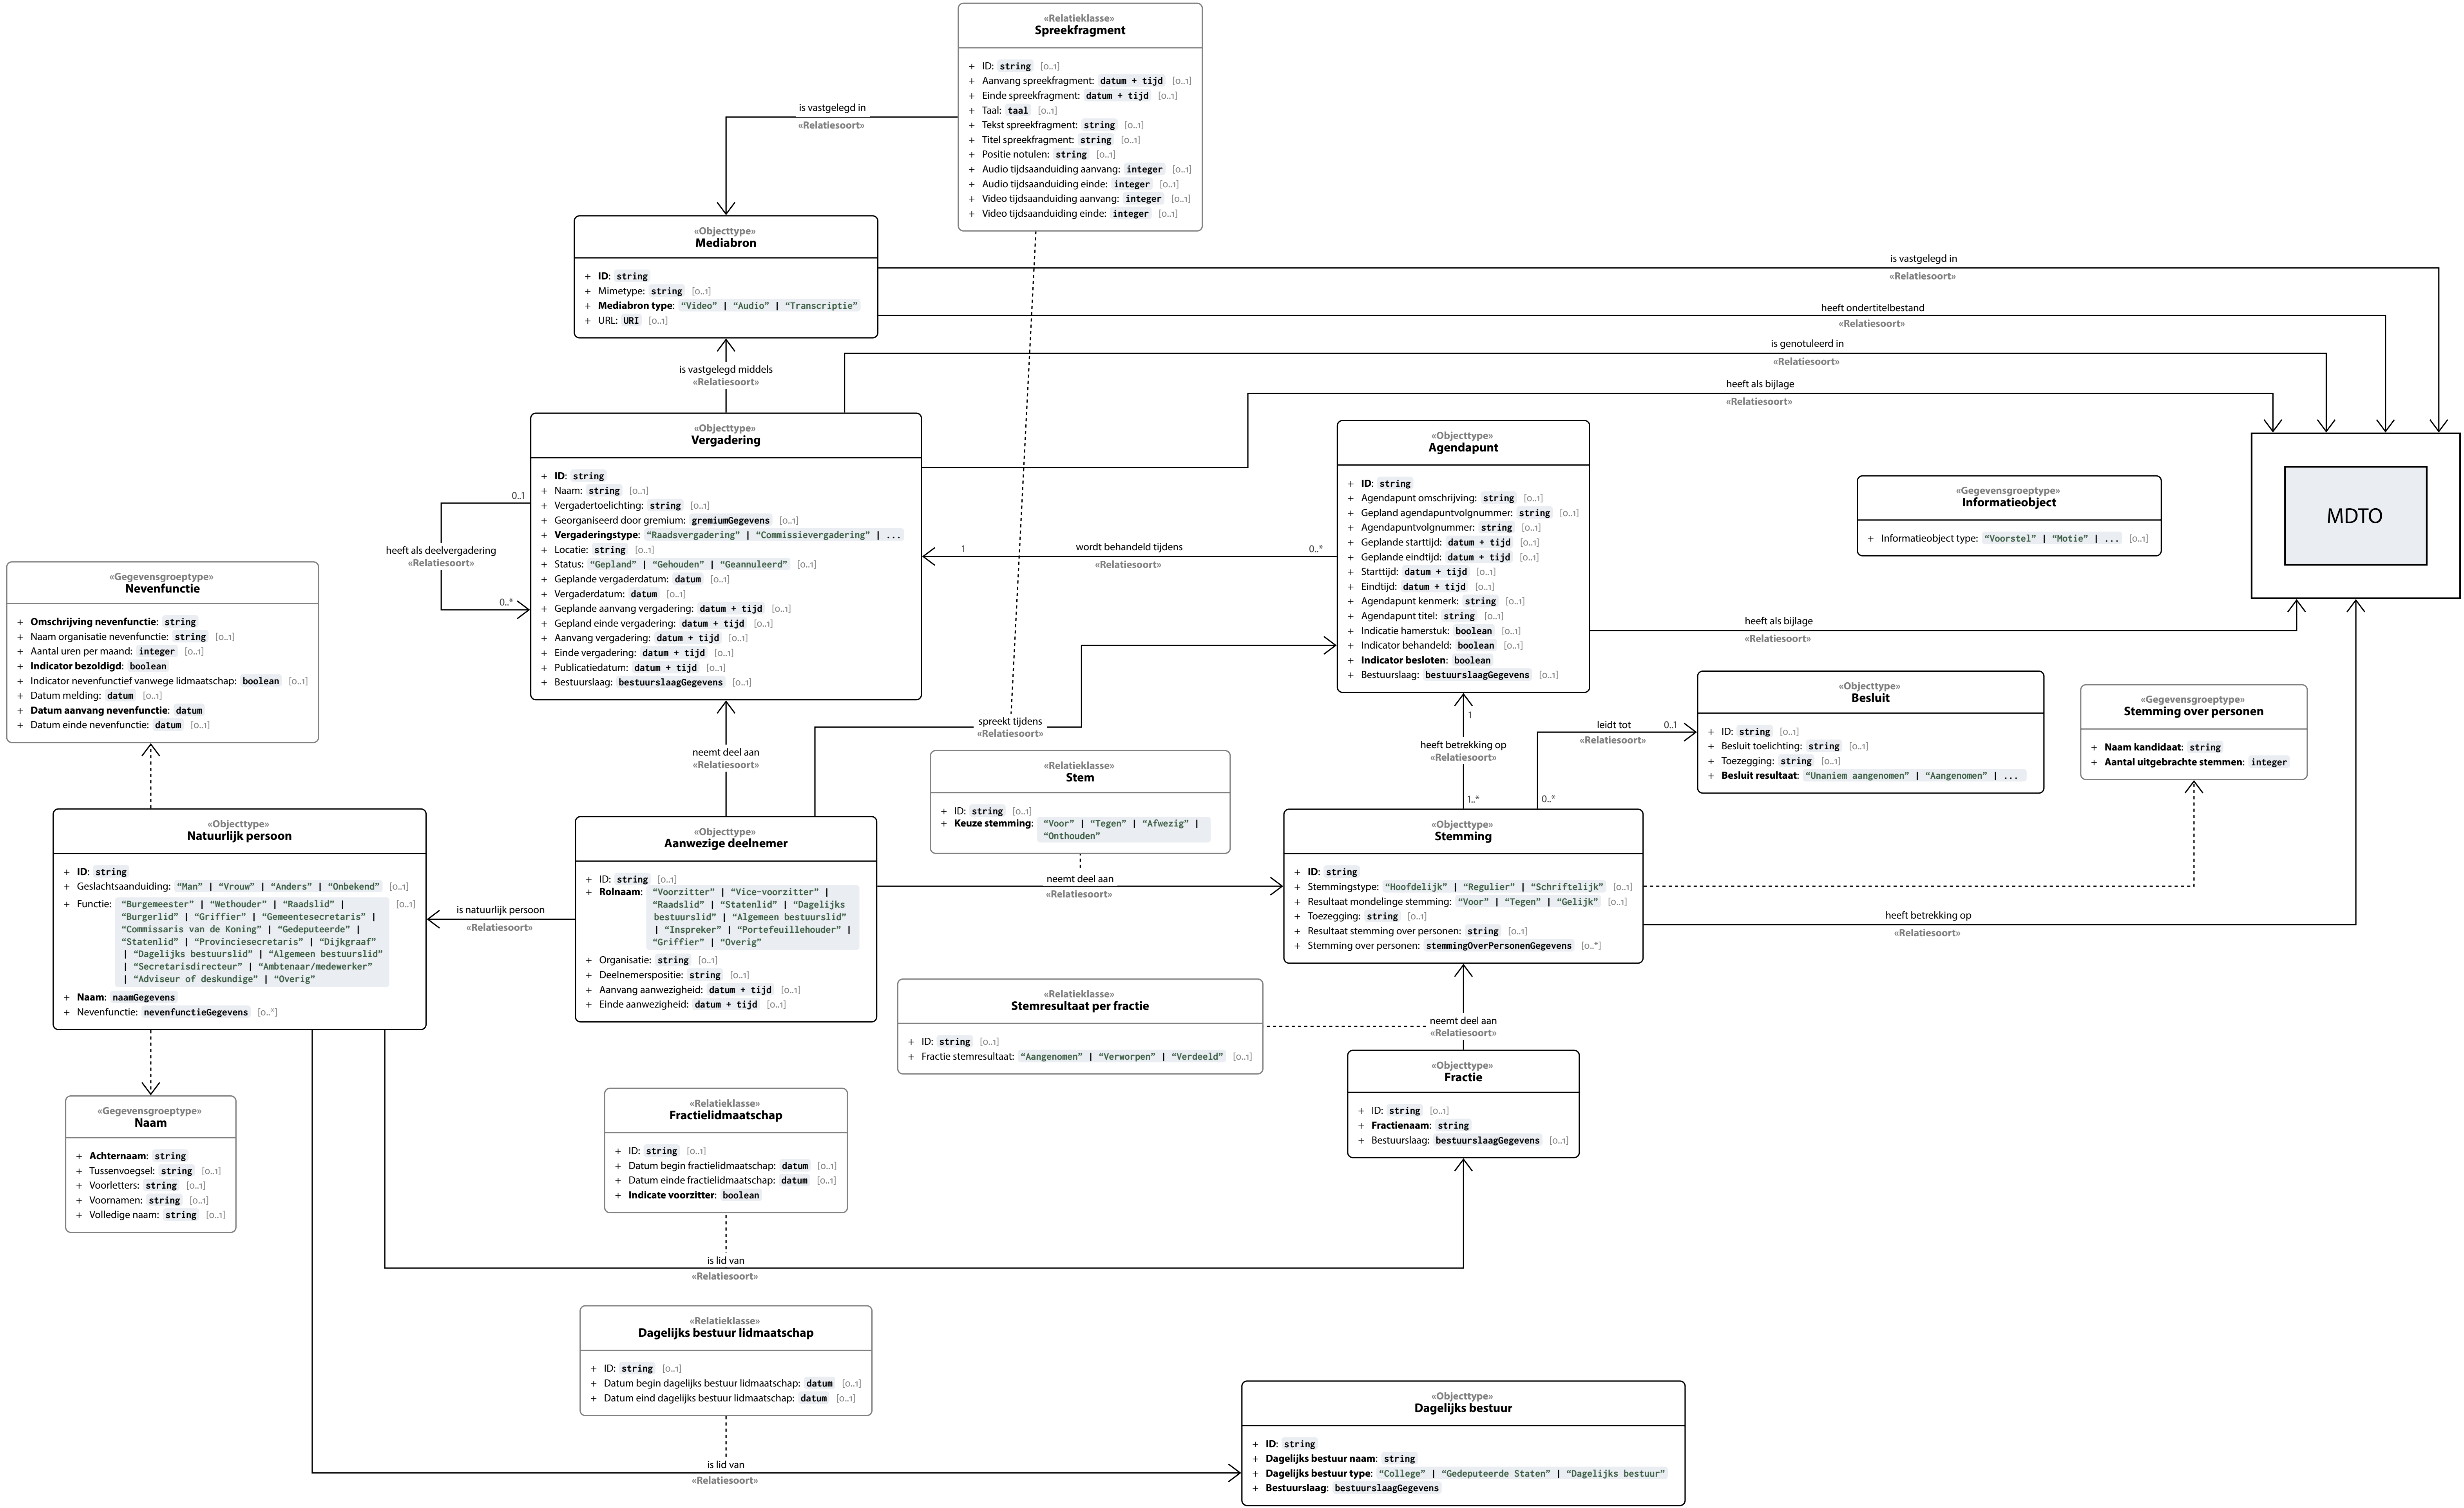 «Relatieklasse»
Spreekfragment
+ ID: string [0..1]
+ Aanvang spreekfragment: datum + tijd [0..1]
+ Einde spreekfragment: datum + tijd [0..1]
+ Taal: taal [0..1]
+ Tekst spreekfragment: string [0..1]
+ Titel spreekfragment: string [0..1]
+ Positie notulen: string [0..1]
+ Audio tijdsaanduiding aanvang: integer [0..1]
+ Audio tijdsaanduiding einde: integer [0..1]
+ Video tijdsaanduiding aanvang: integer [0..1]
+ Video tijdsaanduiding einde: integer [0..1]
is vastgelegd in
«Relatiesoort»
«Objecttype»
Mediabron
+ ID: string
+ Mimetype: string [0..1]
+ Mediabron type: “Video” | “Audio” | “Transcriptie”
+ URL: URI [0..1]
is vastgelegd in
«Relatiesoort»
heeft ondertitelbestand
«Relatiesoort»
is genotuleerd in
«Relatiesoort»
heeft als bijlage
«Relatiesoort»
is vastgelegd middels
«Relatiesoort»
«Objecttype»
Vergadering
+ ID: string
+ Naam: string [0..1]
+ Vergadertoelichting: string [0..1]
+ Georganiseerd door gremium: gremiumGegevens [0..1]
+ Vergaderingstype: “Raadsvergadering” | “Commissievergadering” | ...
+ Locatie: string [0..1]
+ Status: “Gepland” | “Gehouden” | “Geannuleerd” [0..1]
+ Geplande vergaderdatum: datum [0..1]
+ Vergaderdatum: datum [0..1]
+ Geplande aanvang vergadering: datum + tijd [0..1]
+ Gepland einde vergadering: datum + tijd [0..1]
+ Aanvang vergadering: datum + tijd [0..1]
+ Einde vergadering: datum + tijd [0..1]
+ Publicatiedatum: datum + tijd [0..1]
+ Bestuurslaag: bestuurslaagGegevens [0..1]
0..1
heeft als deelvergadering
«Relatiesoort»
0..*
1
wordt behandeld tijdens
«Relatiesoort»
0..*
«Objecttype»
Agendapunt
+ ID: string
+ Agendapunt omschrijving: string [0..1]
+ Gepland agendapuntvolgnummer: string [0..1]
+ Agendapuntvolgnummer: string [0..1]
+ Geplande starttijd: datum + tijd [0..1]
+ Geplande eindtijd: datum + tijd [0..1]
+ Starttijd: datum + tijd [0..1]
+ Eindtijd: datum + tijd [0..1]
+ Agendapunt kenmerk: string [0..1]
+ Agendapunt titel: string [0..1]
+ Indicatie hamerstuk: boolean [0..1]
+ Indicator behandeld: boolean [0..1]
+ Indicator besloten: boolean
+ Bestuurslaag: bestuurslaagGegevens [0..1]
«Gegevensgroeptype»
Informatieobject
+ Informatieobject type: “Voorstel” | “Motie” | ... [0..1]
MDTO
heeft als bijlage
«Relatiesoort»
«Gegevensgroeptype»
Nevenfunctie
+ Omschrijving nevenfunctie: string
+ Naam organisatie nevenfunctie: string [0..1]
+ Aantal uren per maand: integer [0..1]
+ Indicator bezoldigd: boolean
+ Indicator nevenfunctief vanwege lidmaatschap: boolean [0..1]
+ Datum melding: datum [0..1]
+ Datum aanvang nevenfunctie: datum
+ Datum einde nevenfunctie: datum [0..1]
neemt deel aan
«Relatiesoort»
spreekt tijdens
«Relatiesoort»
1
heeft betrekking op
«Relatiesoort»
1..*
leidt tot
«Relatiesoort»
0..1
0..*
«Objecttype»
Besluit
+ ID: string [0..1]
+ Besluit toelichting: string [0..1]
+ Toezegging: string [0..1]
+ Besluit resultaat: “Unaniem aangenomen” | “Aangenomen” | ...
«Gegevensgroeptype»
Stemming over personen
+ Naam kandidaat: string
+ Aantal uitgebrachte stemmen: integer
«Relatieklasse»
Stem
+ ID: string [0..1]
+ Keuze stemming: “Voor” | “Tegen” | “Afwezig” |
“Onthouden”
«Objecttype»
Natuurlijk persoon
+ ID: string
+ Geslachtsaanduiding: “Man” | “Vrouw” | “Anders” | “Onbekend” [0..1]
+ Functie: “Burgemeester” | “Wethouder” | “Raadslid” | [0..1]
“Burgerlid” | “Griffier” | “Gemeentesecretaris” |
“Commissaris van de Koning” | “Gedeputeerde” |
“Statenlid” | “Provinciesecretaris” | “Dijkgraaf”
| “Dagelijks bestuurslid” | “Algemeen bestuurslid”
| “Secretarisdirecteur” | “Ambtenaar/medewerker”
| “Adviseur of deskundige” | “Overig”
+ Naam: naamGegevens
+ Nevenfunctie: nevenfunctieGegevens [0..*]
is natuurlijk persoon
«Relatiesoort»
«Objecttype»
Aanwezige deelnemer
+ ID: string [0..1]
+ Rolnaam: “Voorzitter” | “Vice-voorzitter” |
“Raadslid” | “Statenlid” | “Dagelijks
bestuurslid” | “Algemeen bestuurslid”
| “Inspreker” | “Portefeuillehouder” |
“Griffier” | “Overig”
+ Organisatie: string [0..1]
+ Deelnemerspositie: string [0..1]
+ Aanvang aanwezigheid: datum + tijd [0..1]
+ Einde aanwezigheid: datum + tijd [0..1]
neemt deel aan
«Relatiesoort»
«Objecttype»
Stemming
+ ID: string
+ Stemmingstype: “Hoofdelijk” | “Regulier” | “Schriftelijk” [0..1]
+ Resultaat mondelinge stemming: “Voor” | “Tegen” | “Gelijk” [0..1]
+ Toezegging: string [0..1]
+ Resultaat stemming over personen: string [0..1]
+ Stemming over personen: stemmingOverPersonenGegevens [0..*]
heeft betrekking op
«Relatiesoort»
«Relatieklasse»
Stemresultaat per fractie
+ ID: string [0..1]
+ Fractie stemresultaat: “Aangenomen” | “Verworpen” | “Verdeeld” [0..1]
neemt deel aan
«Relatiesoort»
«Objecttype»
Fractie
+ ID: string [0..1]
+ Fractienaam: string
+ Bestuurslaag: bestuurslaagGegevens [0..1]
«Gegevensgroeptype»
Naam
+ Achternaam: string
+ Tussenvoegsel: string [0..1]
+ Voorletters: string [0..1]
+ Voornamen: string [0..1]
+ Volledige naam: string [0..1]
«Relatieklasse»
Fractielidmaatschap
+ ID: string [0..1]
+ Datum begin fractielidmaatschap: datum [0..1]
+ Datum einde fractielidmaatschap: datum [0..1]
+ Indicate voorzitter: boolean
is lid van
«Relatiesoort»
«Relatieklasse»
Dagelijks bestuur lidmaatschap
+ ID: string [0..1]
+ Datum begin dagelijks bestuur lidmaatschap: datum [0..1]
+ Datum eind dagelijks bestuur lidmaatschap: datum [0..1]
is lid van
«Relatiesoort»
«Objecttype»
Dagelijks bestuur
+ ID: string
+ Dagelijks bestuur naam: string
+ Dagelijks bestuur type: “College” | “Gedeputeerde Staten” | “Dagelijks bestuur”
+ Bestuurslaag: bestuurslaagGegevens